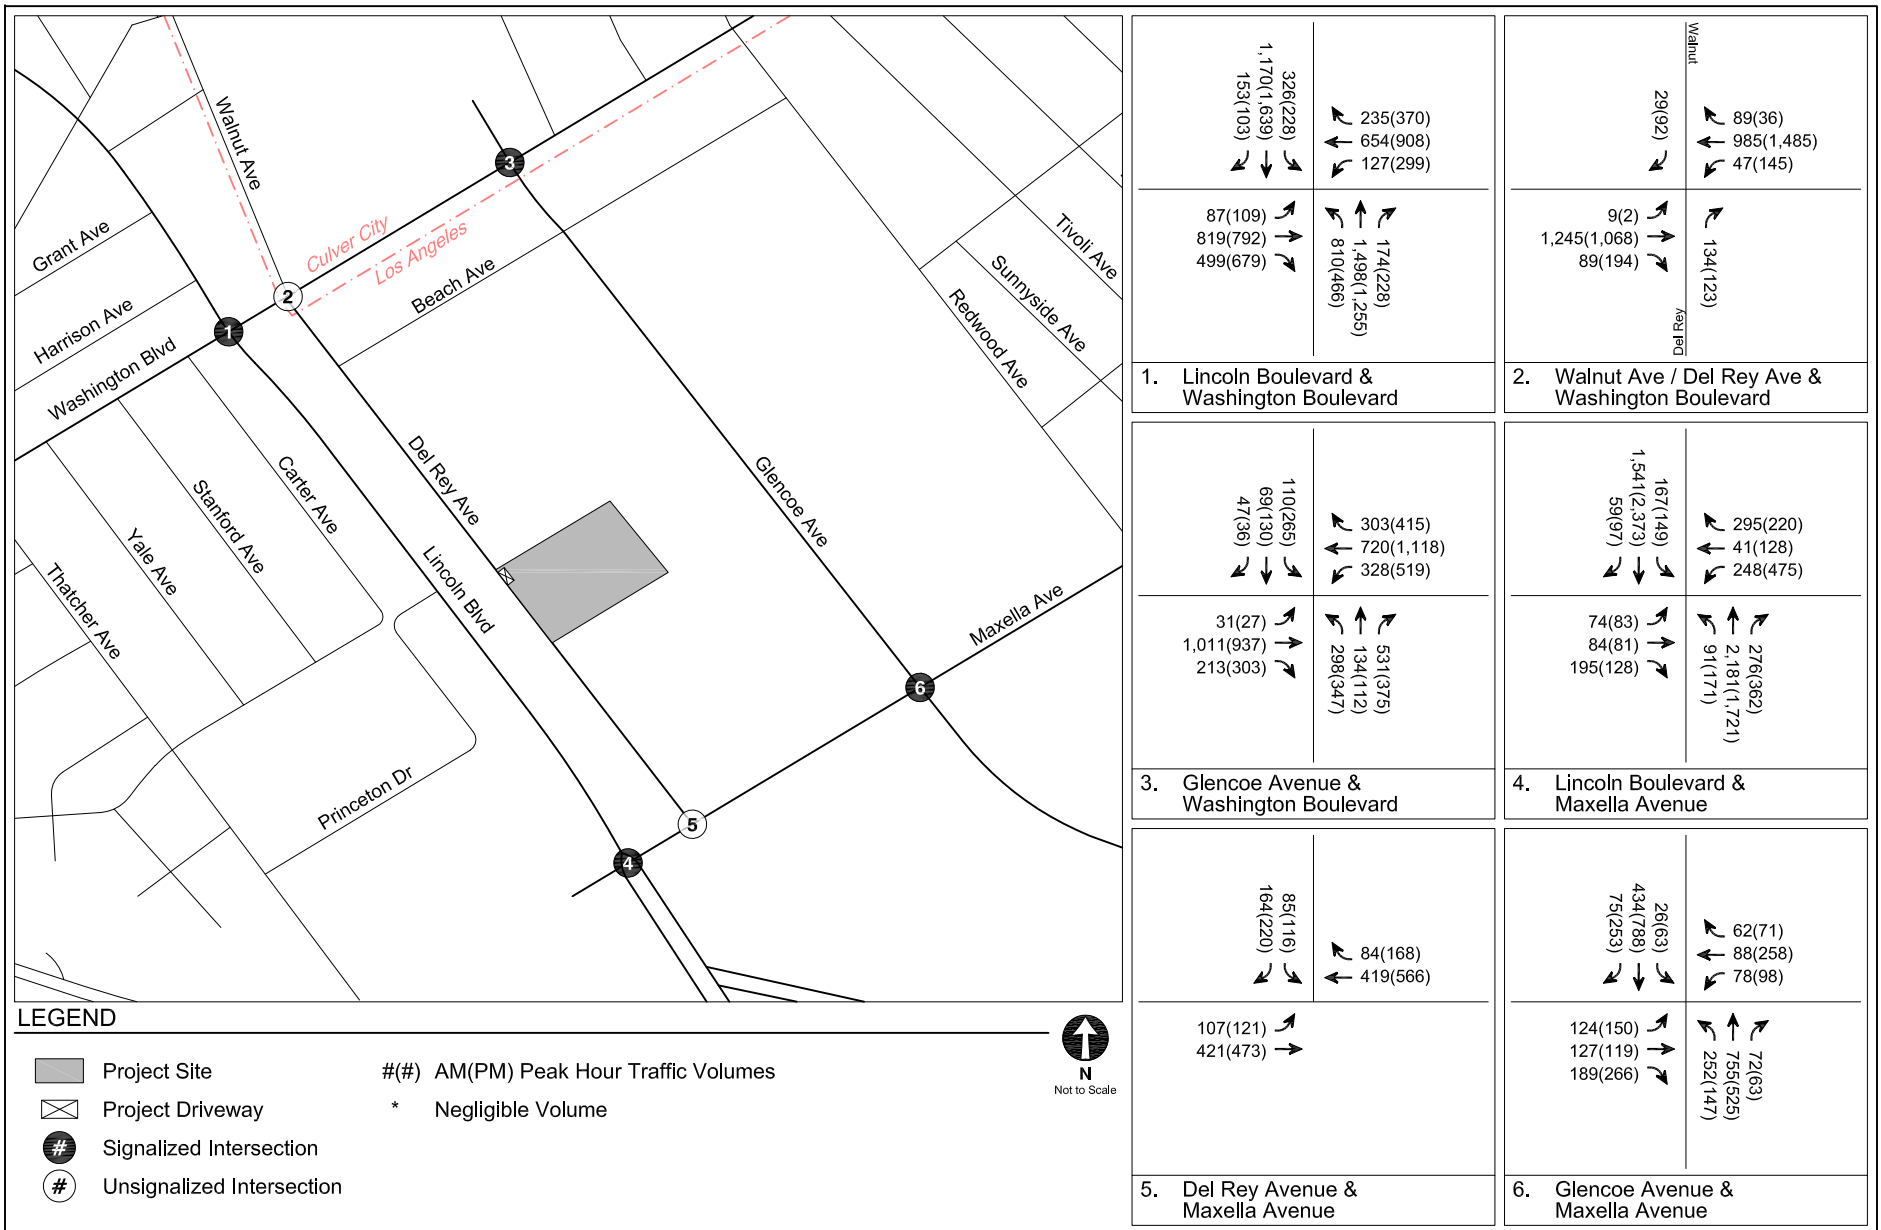 Walnut Ave
Grant Ave
Harrison Ave
Washington Blvd
Culver City
Los Angeles
Beach Ave
Tivoli Ave
Sunnyside Ave
Redwood Ave
Carter Ave
Stanford Ave
Yale Ave
Thatcher Ave
Del Rey Ave
Lincoln Blvd
Glencoe Ave
Maxella Ave
Princeton Dr
1
2
3
4
5
6
326(228)
1,170(1,639)
153(103)
235(370)
654(908)
127(299)
87(109)
819(792)
499(679)
174(228)
1,498(1,255)
810(466)
1. Lincoln Boulevard &
Washington Boulevard
Walnut
29(92)
89(36)
985(1,485)
47(145)
9(2)
1,245(1,068)
89(194)
134(123)
Del Rey
2. Walnut Ave / Del Rey Ave &
Washington Boulevard
110(265)
69(130)
47(36)
303(415)
720(1,118)
328(519)
31(27)
1,011(937)
213(303)
531(375)
134(112)
298(347)
3. Glencoe Avenue &
Washington Boulevard
167(149)
1,541(2,373)
59(97)
295(220)
41(128)
248(475)
74(83)
84(81)
195(128)
276(362)
2,181(1,721)
91(171)
4. Lincoln Boulevard &
Maxella Avenue
85(116)
164(220)
84(168)
419(566)
107(121)
421(473)
5. Del Rey Avenue &
Maxella Avenue
26(63)
434(788)
75(253)
62(71)
88(258)
78(98)
124(150)
127(119)
189(266)
72(63)
755(525)
252(147)
6. Glencoe Avenue &
Maxella Avenue
LEGEND
Project Site
Project Driveway
# Signalized Intersection
# Unsignalized Intersection
#(#) AM(PM) Peak Hour Traffic Volumes
* Negligible Volume
N
Not to Scale